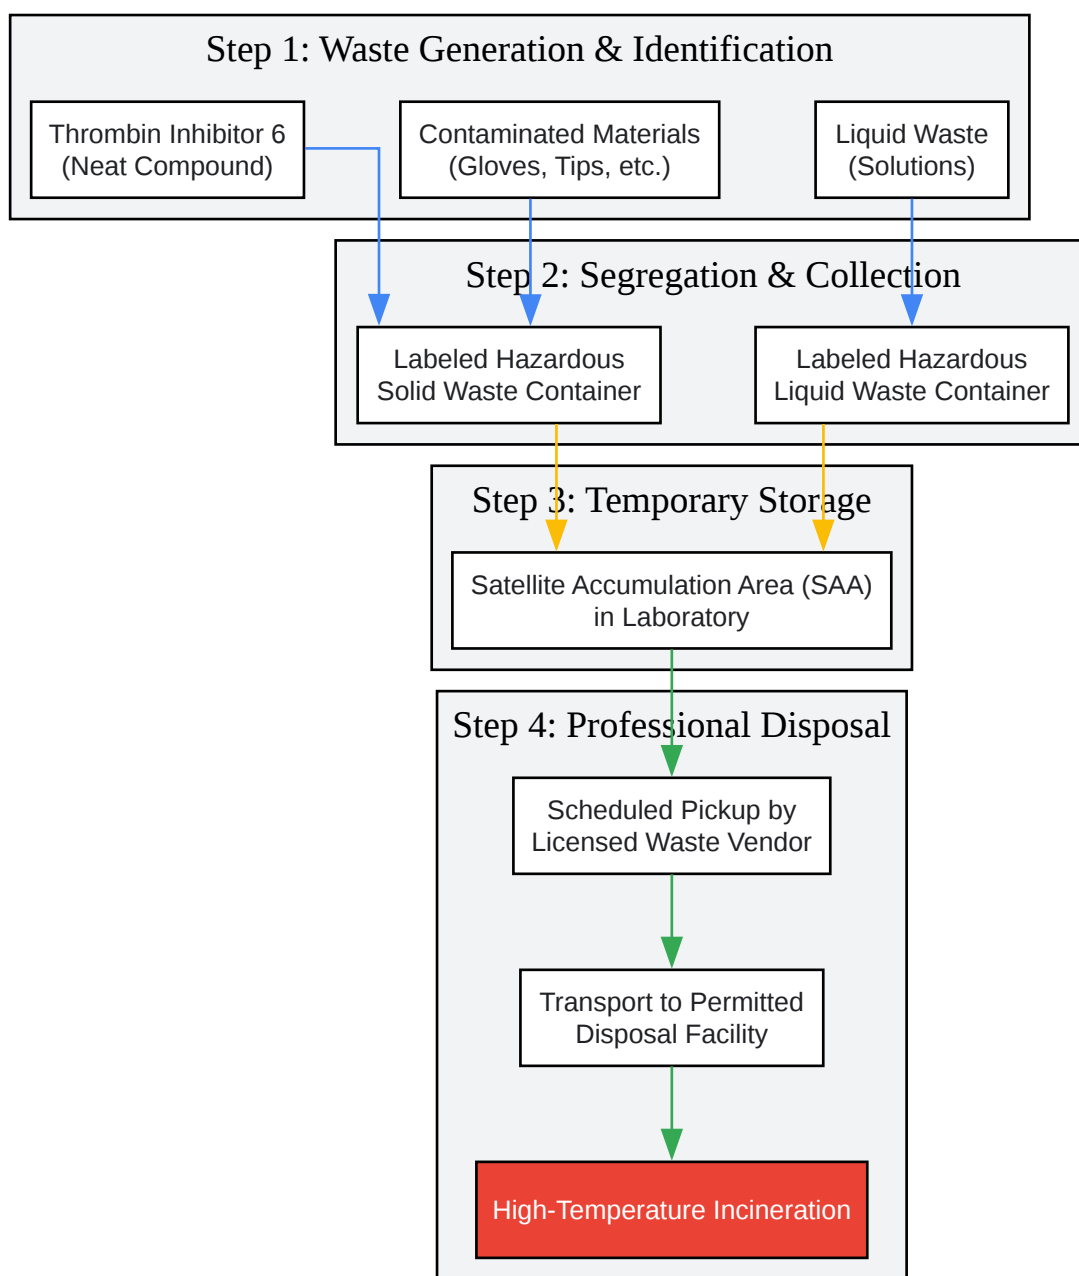 Step 1: Waste Generation & Identification
Thrombin Inhibitor 6
(Neat Compound)
Contaminated Materials
(Gloves, Tips, etc.)
Liquid Waste
(Solutions)
Step 2: Segregation & Collection
Labeled Hazardous
Solid Waste Container
Labeled Hazardous
Liquid Waste Container
Step 3: Temporary Storage
Satellite Accumulation Area (SAA)
in Laboratory
Step 4: Professional Disposal
Scheduled Pickup by
Licensed Waste Vendor
Transport to Permitted
Disposal Facility
High-Temperature Incineration